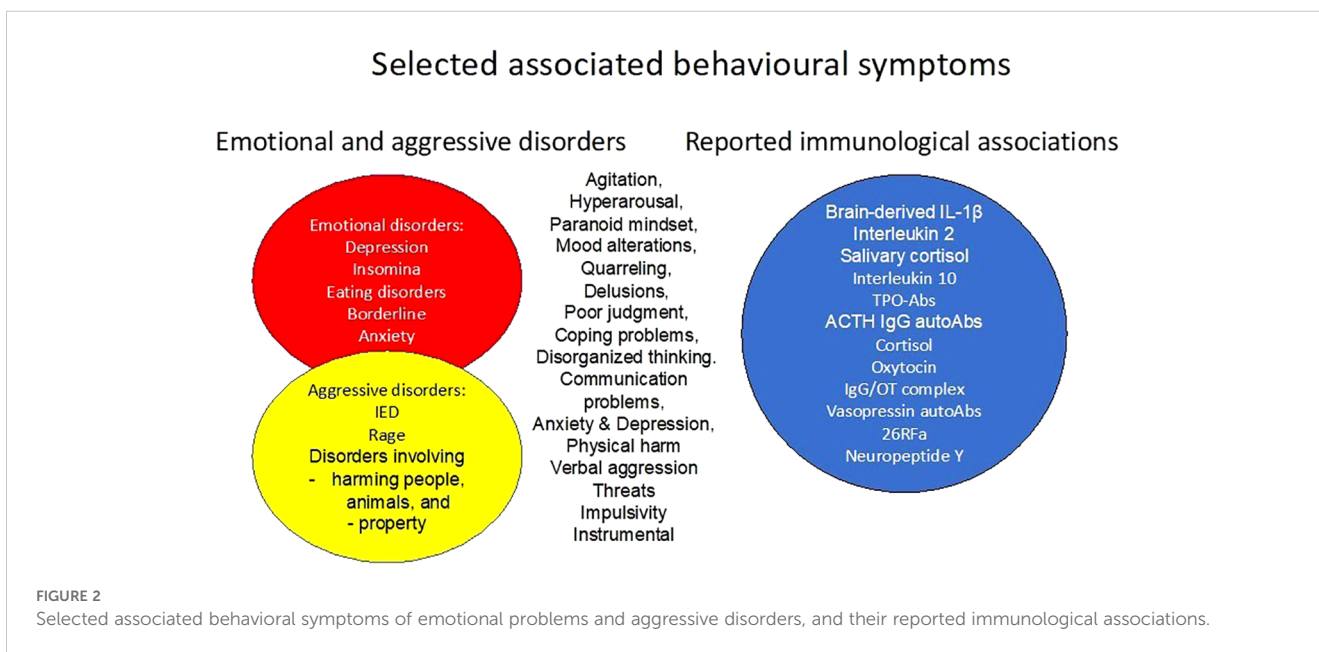 Selected associated behavioural symptoms
Emotional and aggressive disorders
Reported immunological associations
Emotional disorders:
Depression
Insomina
Eating disorders
Borderline
Anxiety
Aggressive disorders:
IED
Rage
Disorders involving
- harming people,
animals, and
- property
Agitation,
Hyperarousal,
Paranoid mindset,
Mood alterations,
Quarreling,
Delusions,
Poor judgment,
Coping problems,
Disorganized thinking.
Communication
problems,
Anxiety & Depression,
Physical harm
Verbal aggression
Threats
Impulsivity
Instrumental
Brain-derived IL-1β
Interleukin 2
Salivary cortisol
Interleukin 10
TPO-Abs
ACTH IgG autoAbs
Cortisol
Oxytocin
IgG/OT complex
Vasopressin autoAbs
26RFa
Neuropeptide Y
FIGURE 2
Selected associated behavioral symptoms of emotional problems and aggressive disorders, and their reported immunological associations.